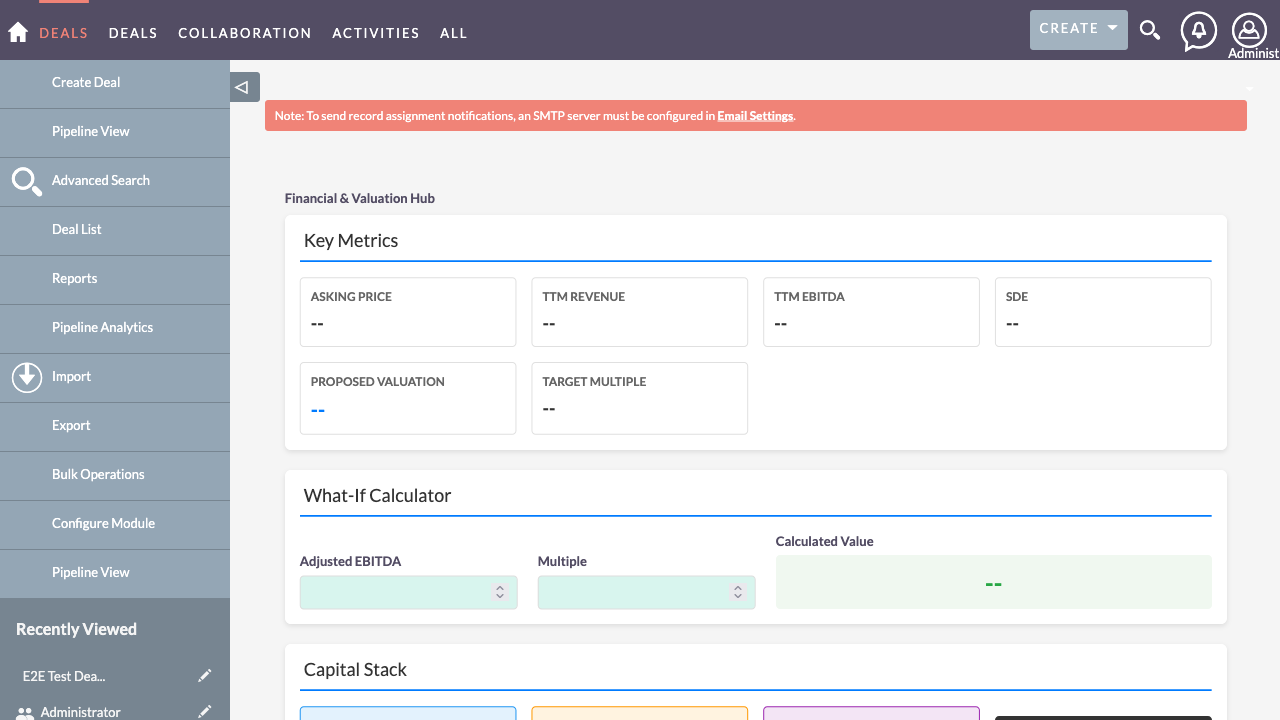 DEALS DEALS COLLABORATION ACTIVITIES ALL CREATE
Administ
Create Deal
Pipeline View
Advanced Search
Deal List
Reports
Pipeline Analytics
Import
Export
Bulk Operations
Configure Module
Pipeline View
Recently Viewed
E2E Test Dea...
Administrator
Note: To send record assignment notifications, an SMTP server must be configured in Email Settings.
Financial & Valuation Hub
Key Metrics
ASKING PRICE TTM REVENUE TTM EBITDA SDE
-- -- -- --
PROPOSED VALUATION TARGET MULTIPLE
-- --
What-If Calculator
Adjusted EBITDA Multiple Calculated Value
--
Capital Stack